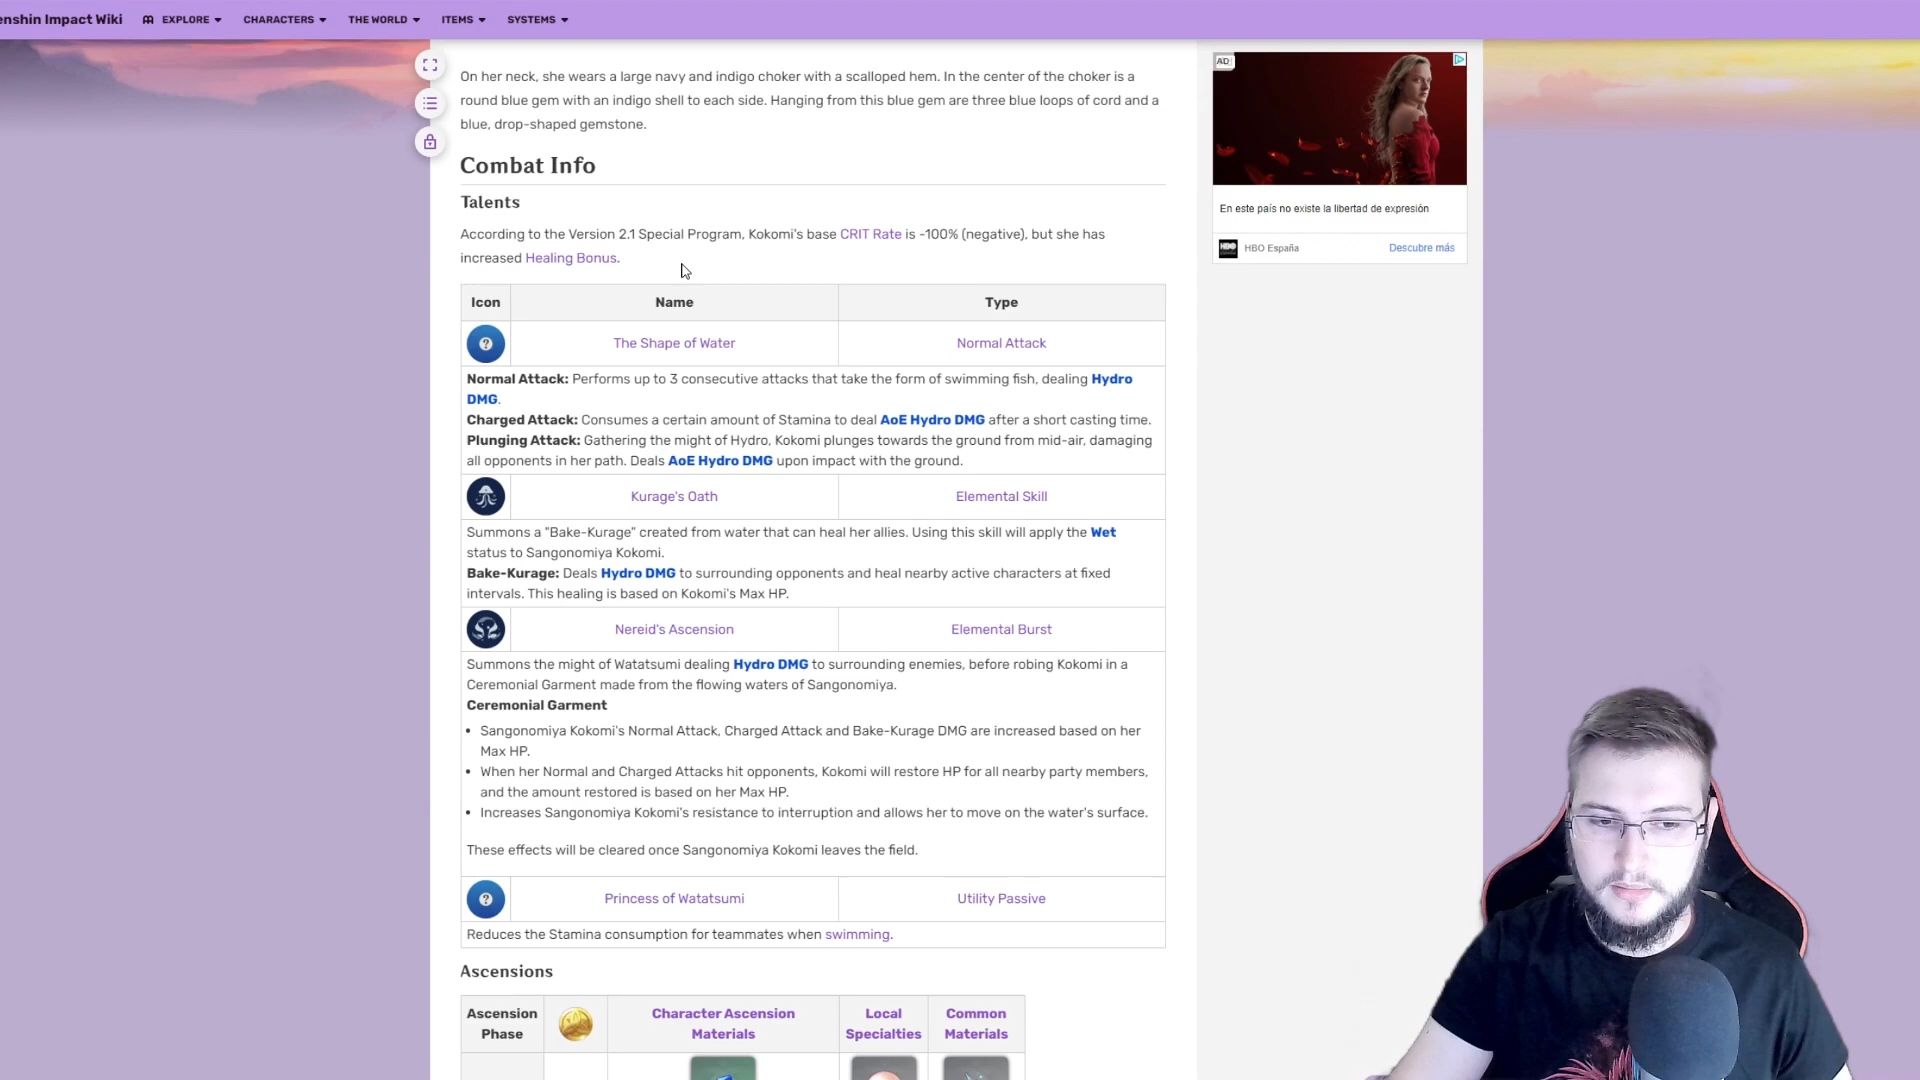 enshin Impact Wiki EXPLORE CHARACTERS THE WORLD ITEMS SYSTEMS
On her neck, she wears a large navy and indigo choker with a scalloped hem. In the center of the choker is a
round blue gem with an indigo shell to each side. Hanging from this blue gem are three blue loops of cord and a
blue, drop-shaped gemstone.
Combat Info
Talents
According to the Version 2.1 Special Program, Kokomi's base CRIT Rate is -100% (negative), but she has
increased Healing Bonus.
Icon Name Type
? The Shape of Water Normal Attack
Normal Attack: Performs up to 3 consecutive attacks that take the form of swimming fish, dealing Hydro
DMG.
Charged Attack: Consumes a certain amount of Stamina to deal AoE Hydro DMG after a short casting time.
Plunging Attack: Gathering the might of Hydro, Kokomi plunges towards the ground from mid-air, damaging
all opponents in her path. Deals AoE Hydro DMG upon impact with the ground.
Kurage's Oath Elemental Skill
Summons a "Bake-Kurage" created from water that can heal her allies. Using this skill will apply the Wet
status to Sangonomiya Kokomi.
Bake-Kurage: Deals Hydro DMG to surrounding opponents and heal nearby active characters at fixed
intervals. This healing is based on Kokomi's Max HP.
Nereid's Ascension Elemental Burst
Summons the might of Watatsumi dealing Hydro DMG to surrounding enemies, before robing Kokomi in a
Ceremonial Garment made from the flowing waters of Sangonomiya.
Ceremonial Garment
• Sangonomiya Kokomi's Normal Attack, Charged Attack and Bake-Kurage DMG are increased based on her
Max HP.
• When her Normal and Charged Attacks hit opponents, Kokomi will restore HP for all nearby party members,
and the amount restored is based on her Max HP.
• Increases Sangonomiya Kokomi's resistance to interruption and allows her to move on the water's surface.
These effects will be cleared once Sangonomiya Kokomi leaves the field.
? Princess of Watatsumi Utility Passive
Reduces the Stamina consumption for teammates when swimming.
Ascensions
Ascension
Phase
Character Ascension
Materials
Local
Specialties
Common
Materials
AD
En este país no existe la libertad de expresión
HBO España Descubre más